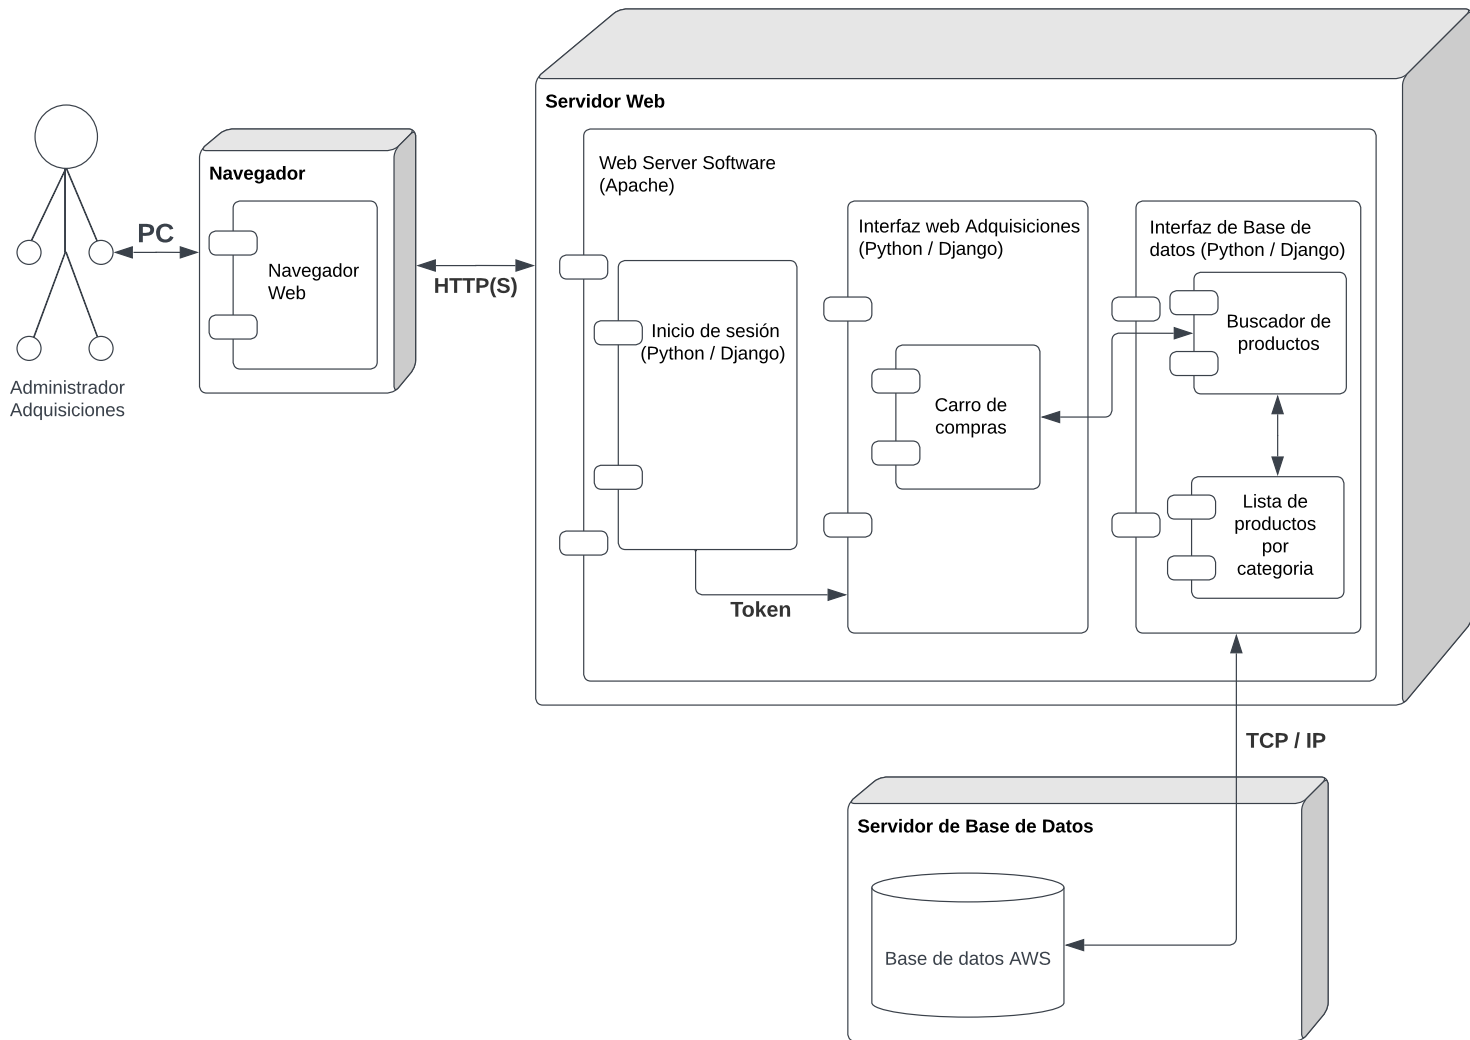 Servidor Web
Web Server Software
(Apache)
Navegador
PC
Navegador
Web
HTTP(S)
Administrador
Adquisiciones
Inicio de sesión
(Python / Django)
Token
Interfaz web Adquisiciones
(Python / Django)
Carro de
compras
Interfaz de Base de
datos (Python / Django)
Buscador de
productos
Lista de
productos
por
categoria
TCP / IP
Servidor de Base de Datos
Base de datos AWS